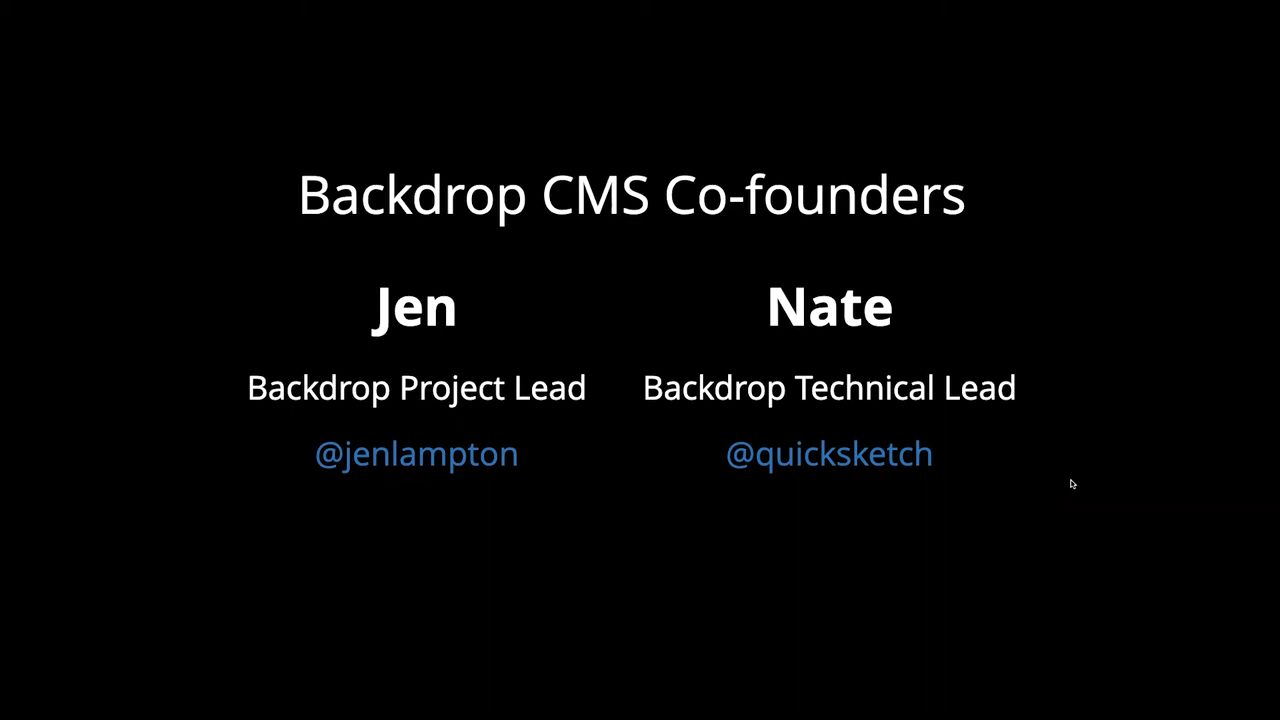 Backdrop CMS Co-founders
Jen
Backdrop Project Lead
@jenlampton
Nate
Backdrop Technical Lead
@quicksketch